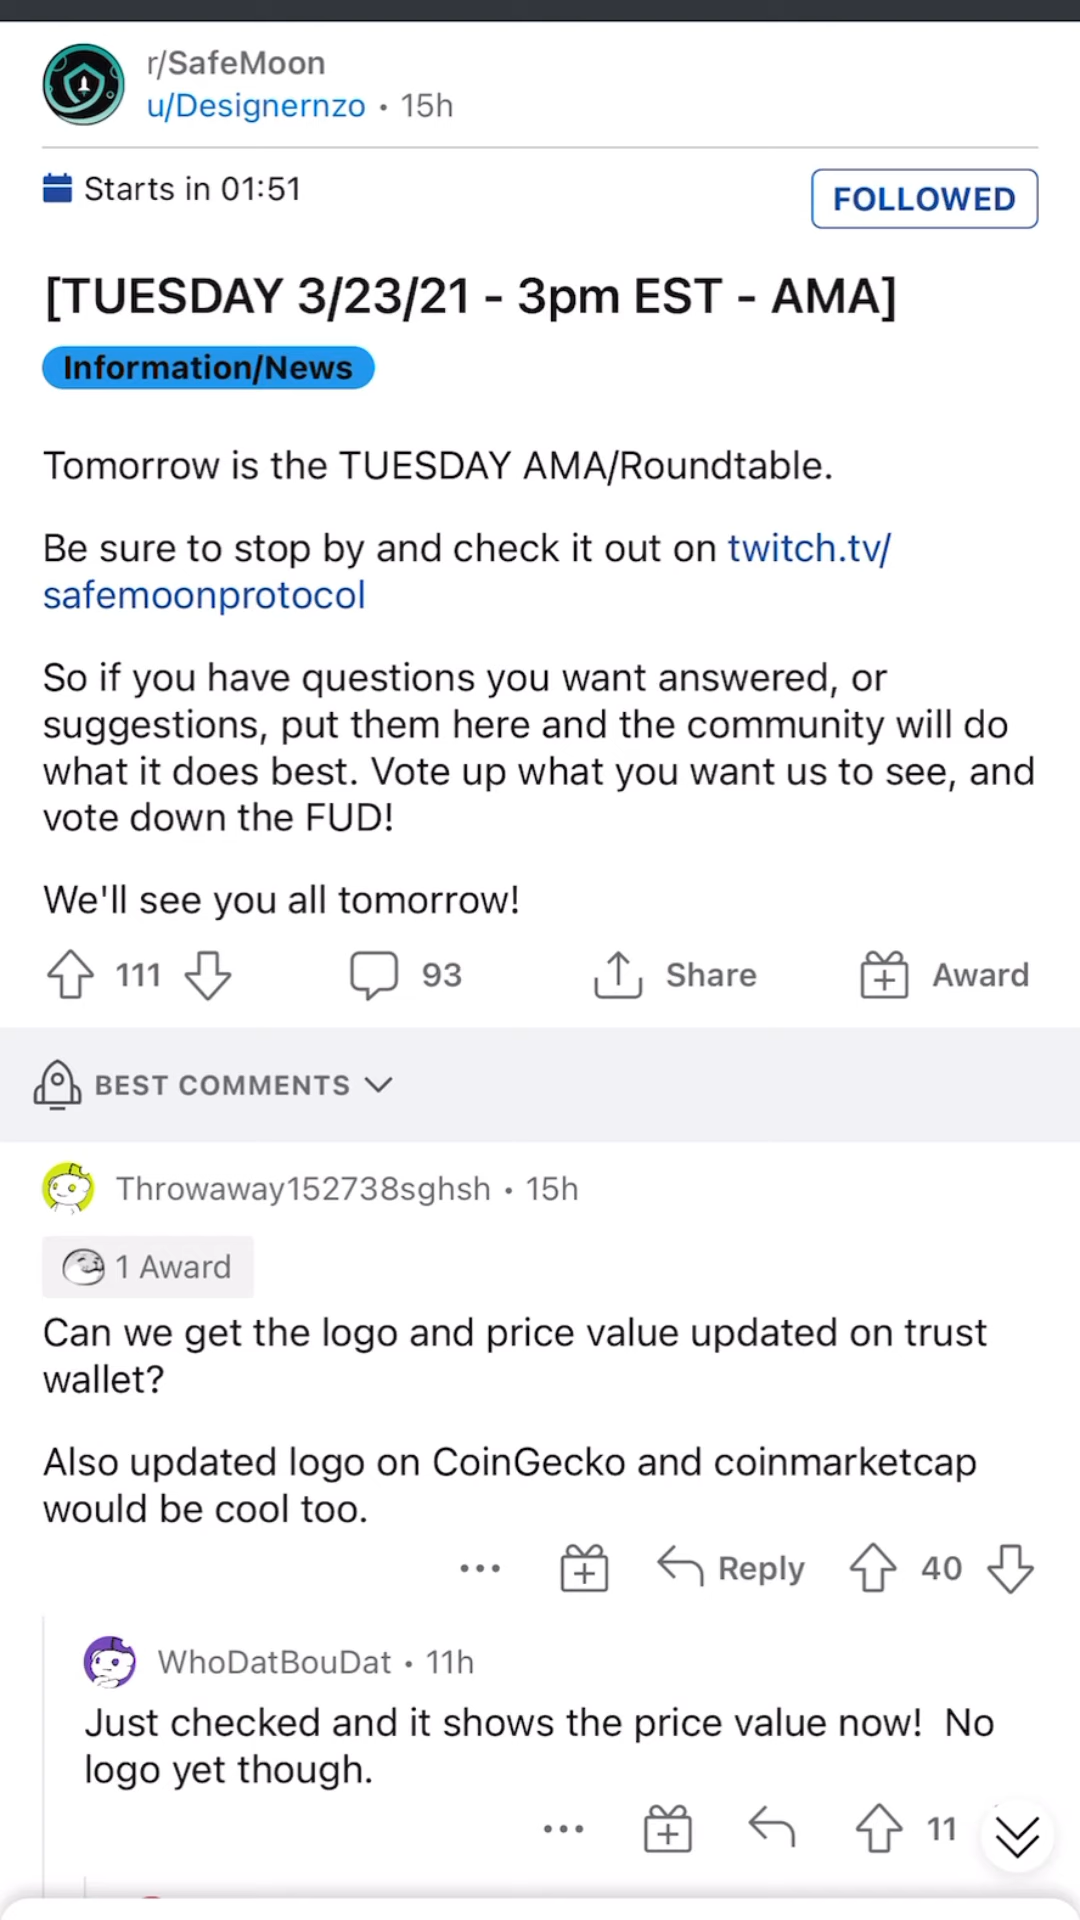 r/SafeMoon
u/Designernzo • 15h
Starts in 01:51
FOLLOWED
[TUESDAY 3/23/21 - 3pm EST - AMA]
Information/News
Tomorrow is the TUESDAY AMA/Roundtable.
Be sure to stop by and check it out on twitch.tv/
safemoonprotocol
So if you have questions you want answered, or
suggestions, put them here and the community will do
what it does best. Vote up what you want us to see, and
vote down the FUD!
We'll see you all tomorrow!
111 93 Share Award
BEST COMMENTS
Throwaway152738sghsh • 15h
1 Award
Can we get the logo and price value updated on trust
wallet?
Also updated logo on CoinGecko and coinmarketcap
would be cool too.
Reply 40
WhoDatBouDat • 11h
Just checked and it shows the price value now! No
logo yet though.
11